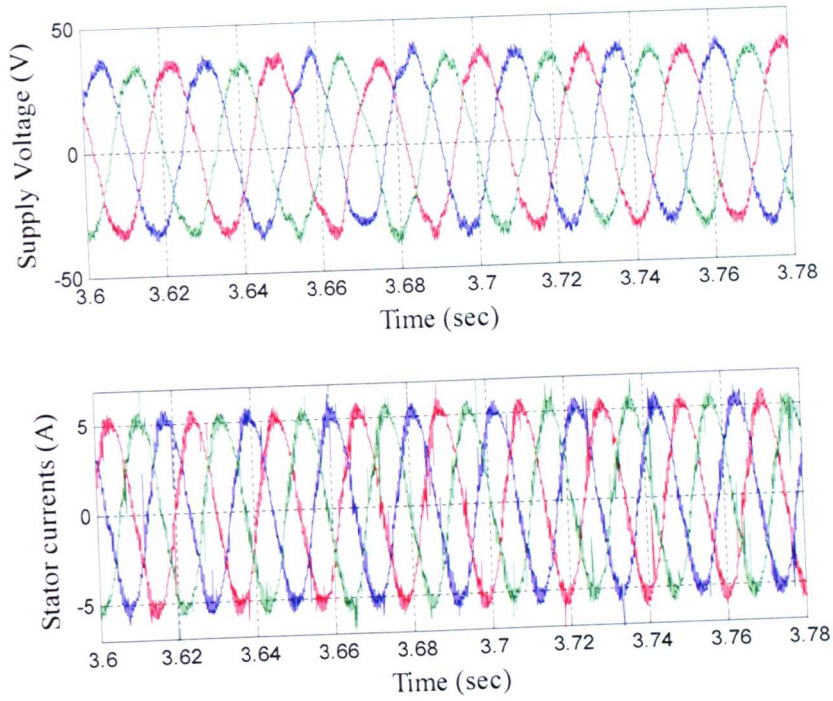 Supply Voltage (V)
50
0
-50
3.6 3.62 3.64 3.66 3.68 3.7 3.72 3.74 3.76 3.78
Time (sec)
Stator currents (A)
5
0
-5
3.6 3.62 3.64 3.66 3.68 3.7 3.72 3.74 3.76 3.78
Time (sec)